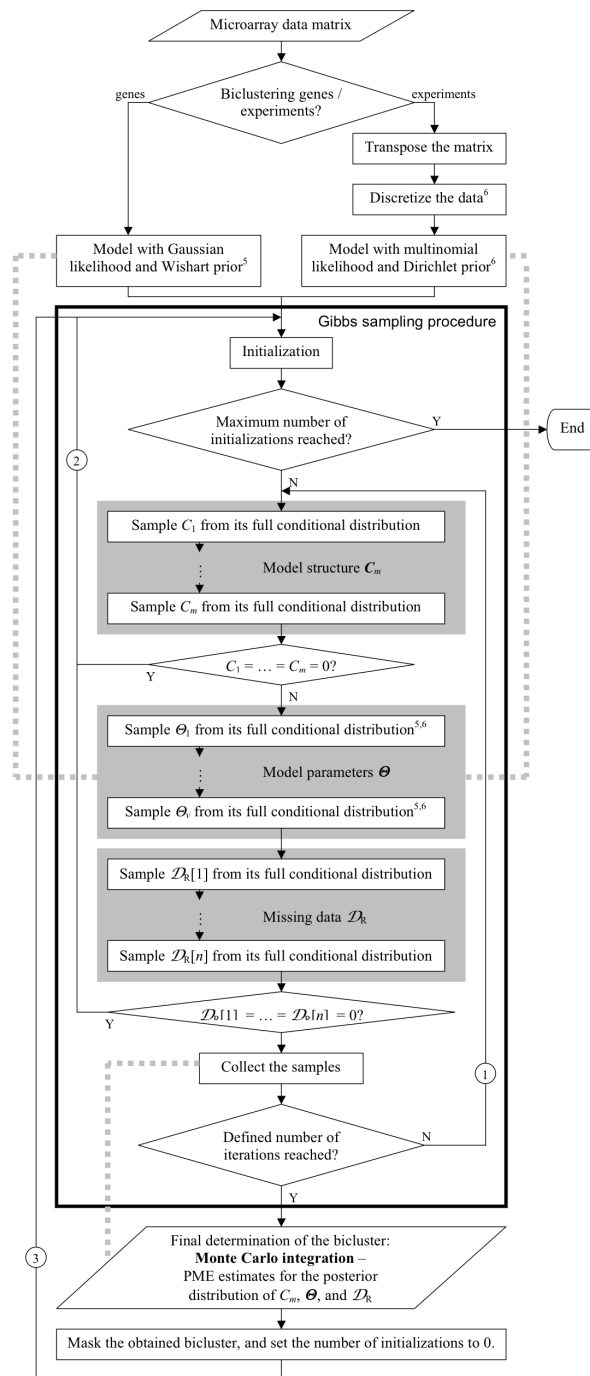 Microarray data matrix
Biclustering genes /
experiments?
genes
experiments
Transpose the matrix
Discretize the data⁶
Model with Gaussian
likelihood and Wishart prior⁵
Model with multinomial
likelihood and Dirichlet prior⁶
Gibbs sampling procedure
Initialization
Maximum number of
initializations reached?
Y
End
2
N
Sample C₁ from its full conditional distribution
⋮
Model structure Cₘ
Sample Cₘ from its full conditional distribution
C₁ = … = Cₘ = 0?
Y
N
Sample Θ₁ from its full conditional distribution⁵,⁶
⋮
Model parameters Θ
Sample Θᵥ from its full conditional distribution⁵,⁶
Sample 𝒟R[1] from its full conditional distribution
⋮
Missing data 𝒟R
Sample 𝒟R[n] from its full conditional distribution
𝒟R[1] = … = 𝒟R[n] = 0?
Y
Collect the samples
1
Defined number of
iterations reached?
N
Y
3
Final determination of the bicluster:
Monte Carlo integration –
PME estimates for the posterior
distribution of Cₘ, Θ, and 𝒟R
Mask the obtained bicluster, and set the number of initializations to 0.